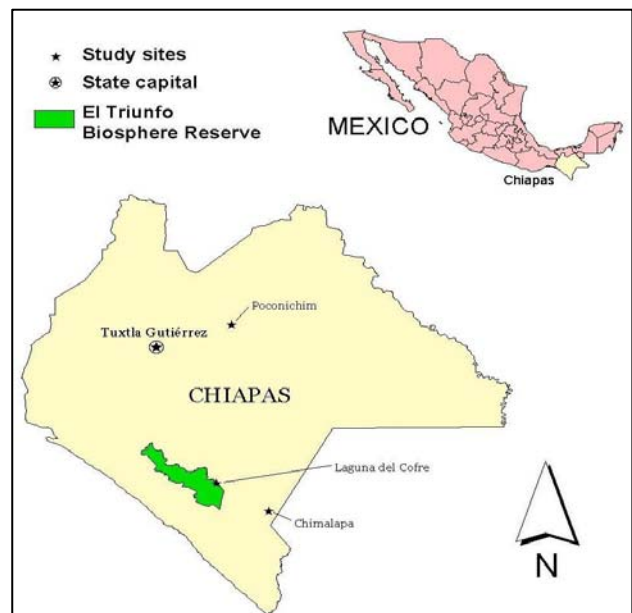 Study sites
State capital
El Triunfo
Biosphere Reserve
MEXICO
Chiapas
Poconichim
Tuxtla Gutiérrez
CHIAPAS
Laguna del Cofre
Chimalapa
N